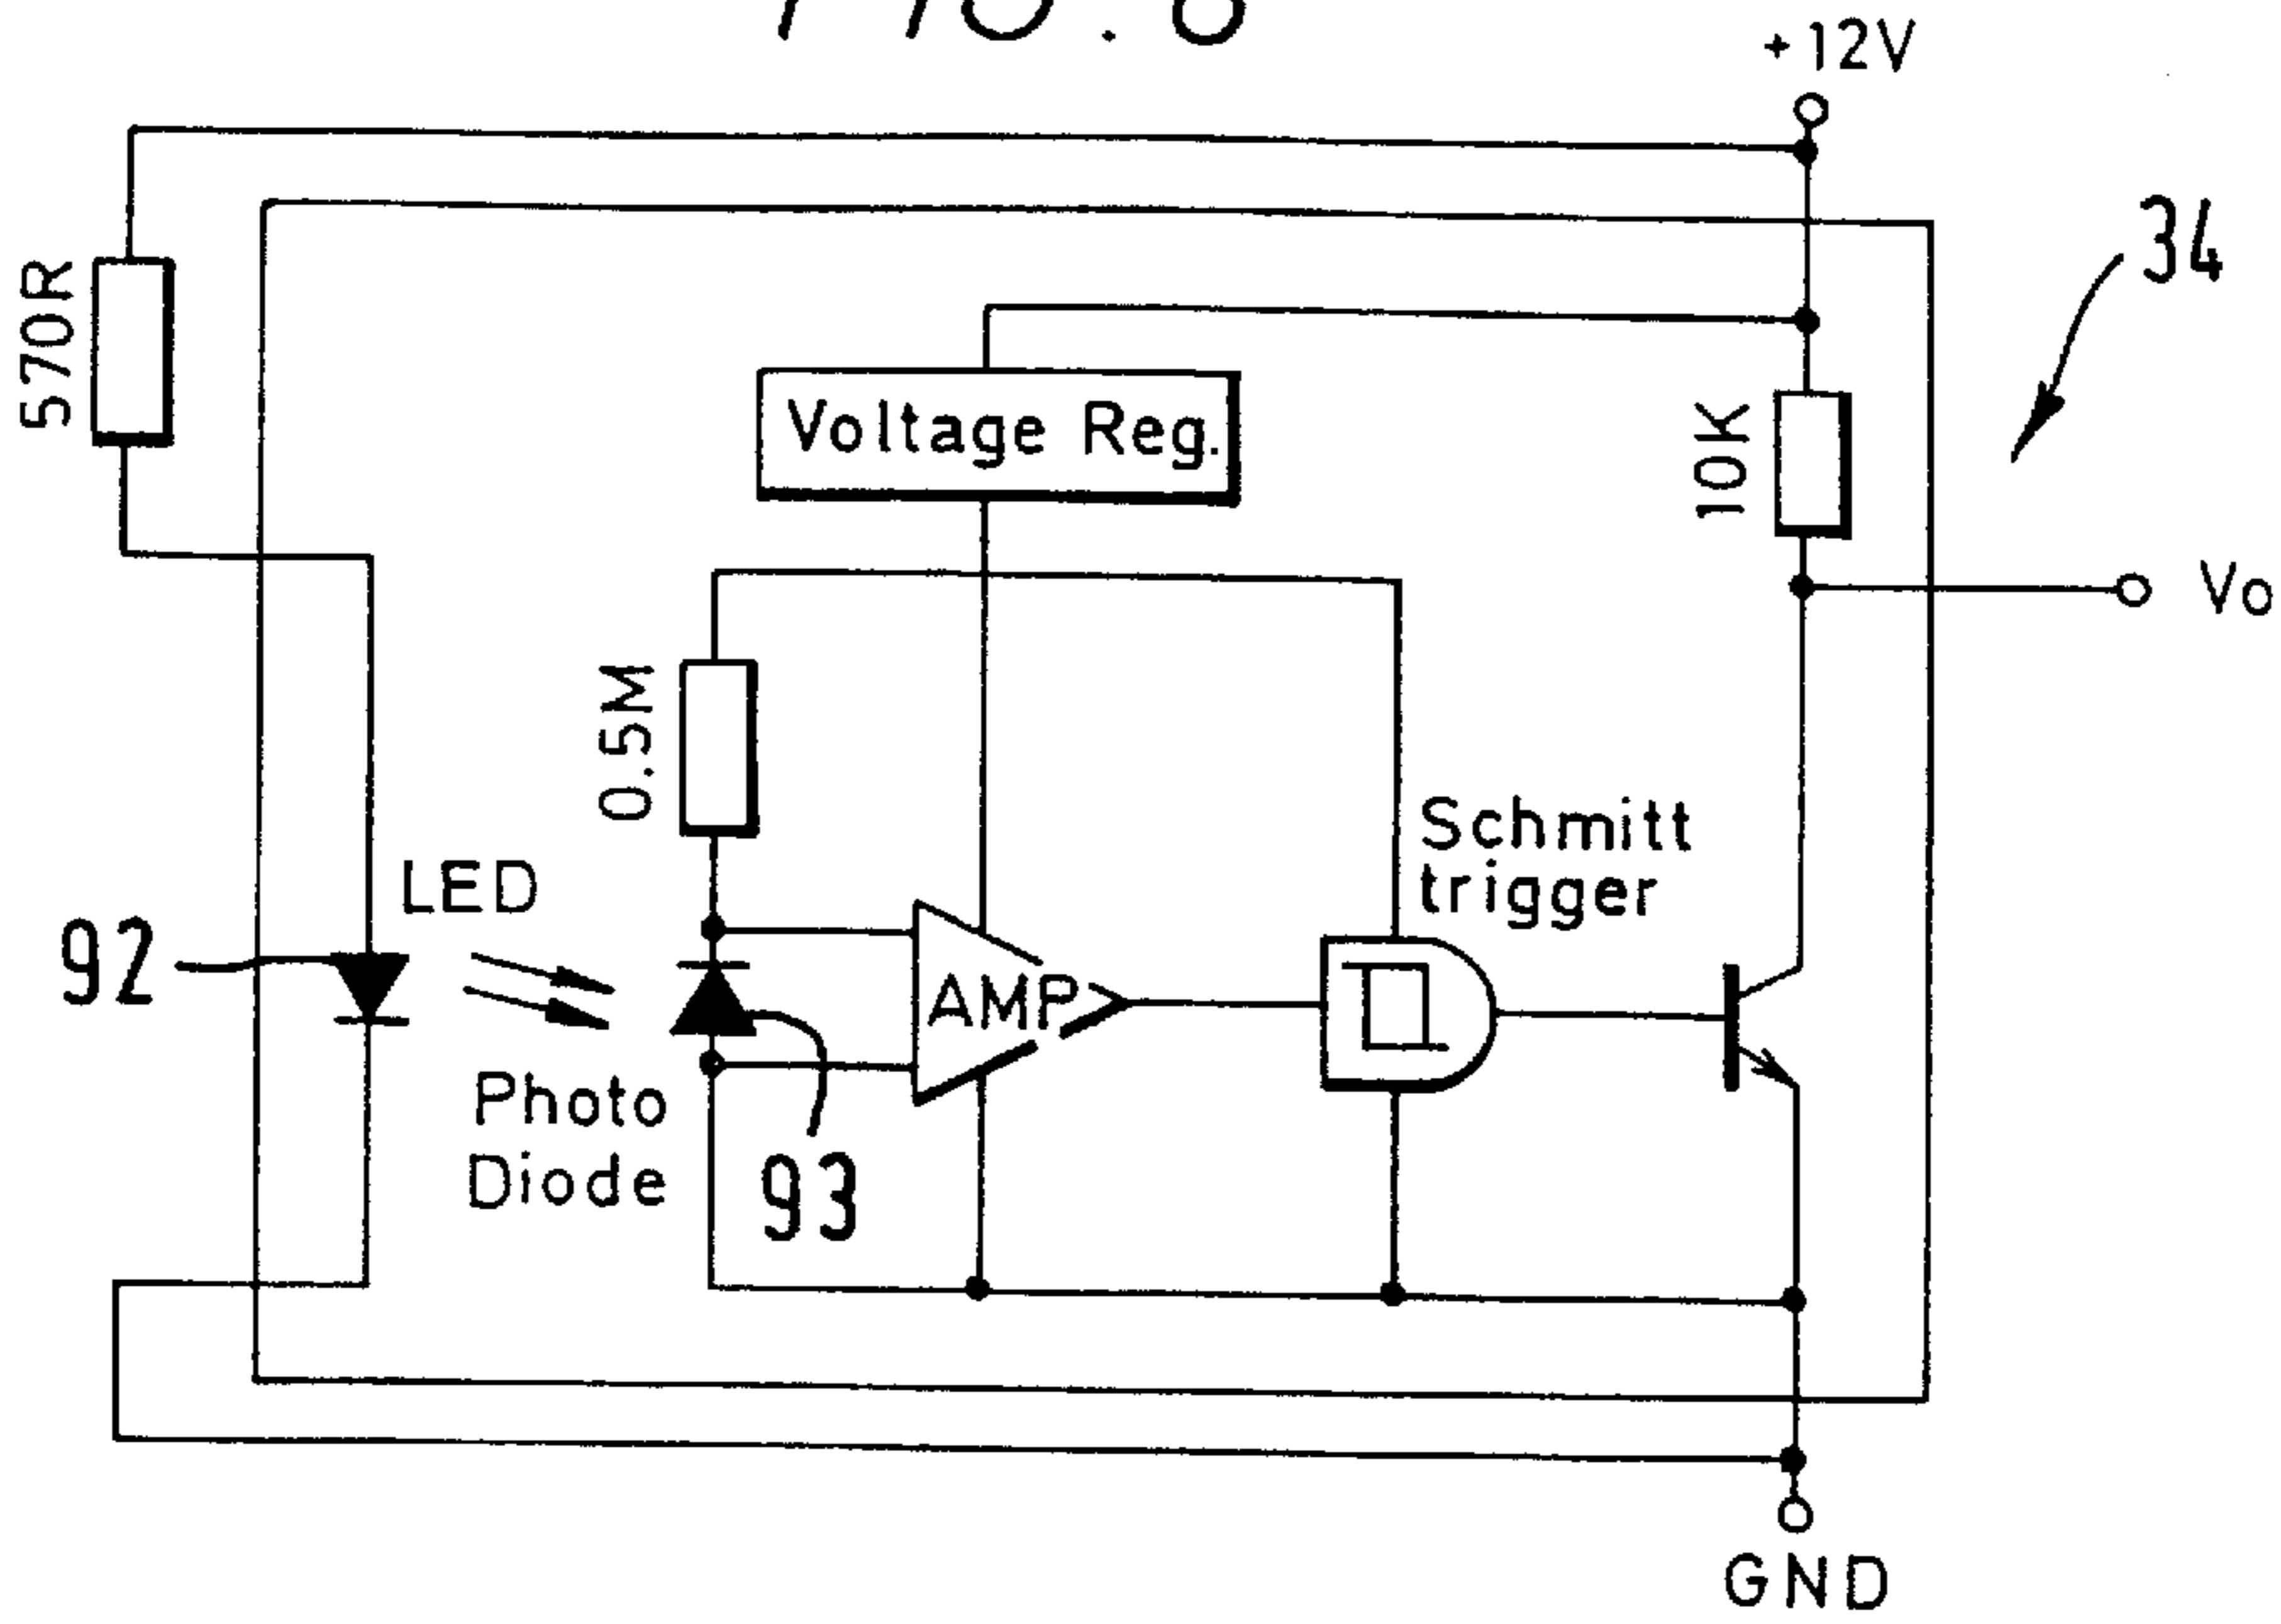 +12V
34
570R
Voltage Reg.
10K
Vo
0.5M
Schmitt
trigger
LED
92
AMP
Photo
Diode
93
GND